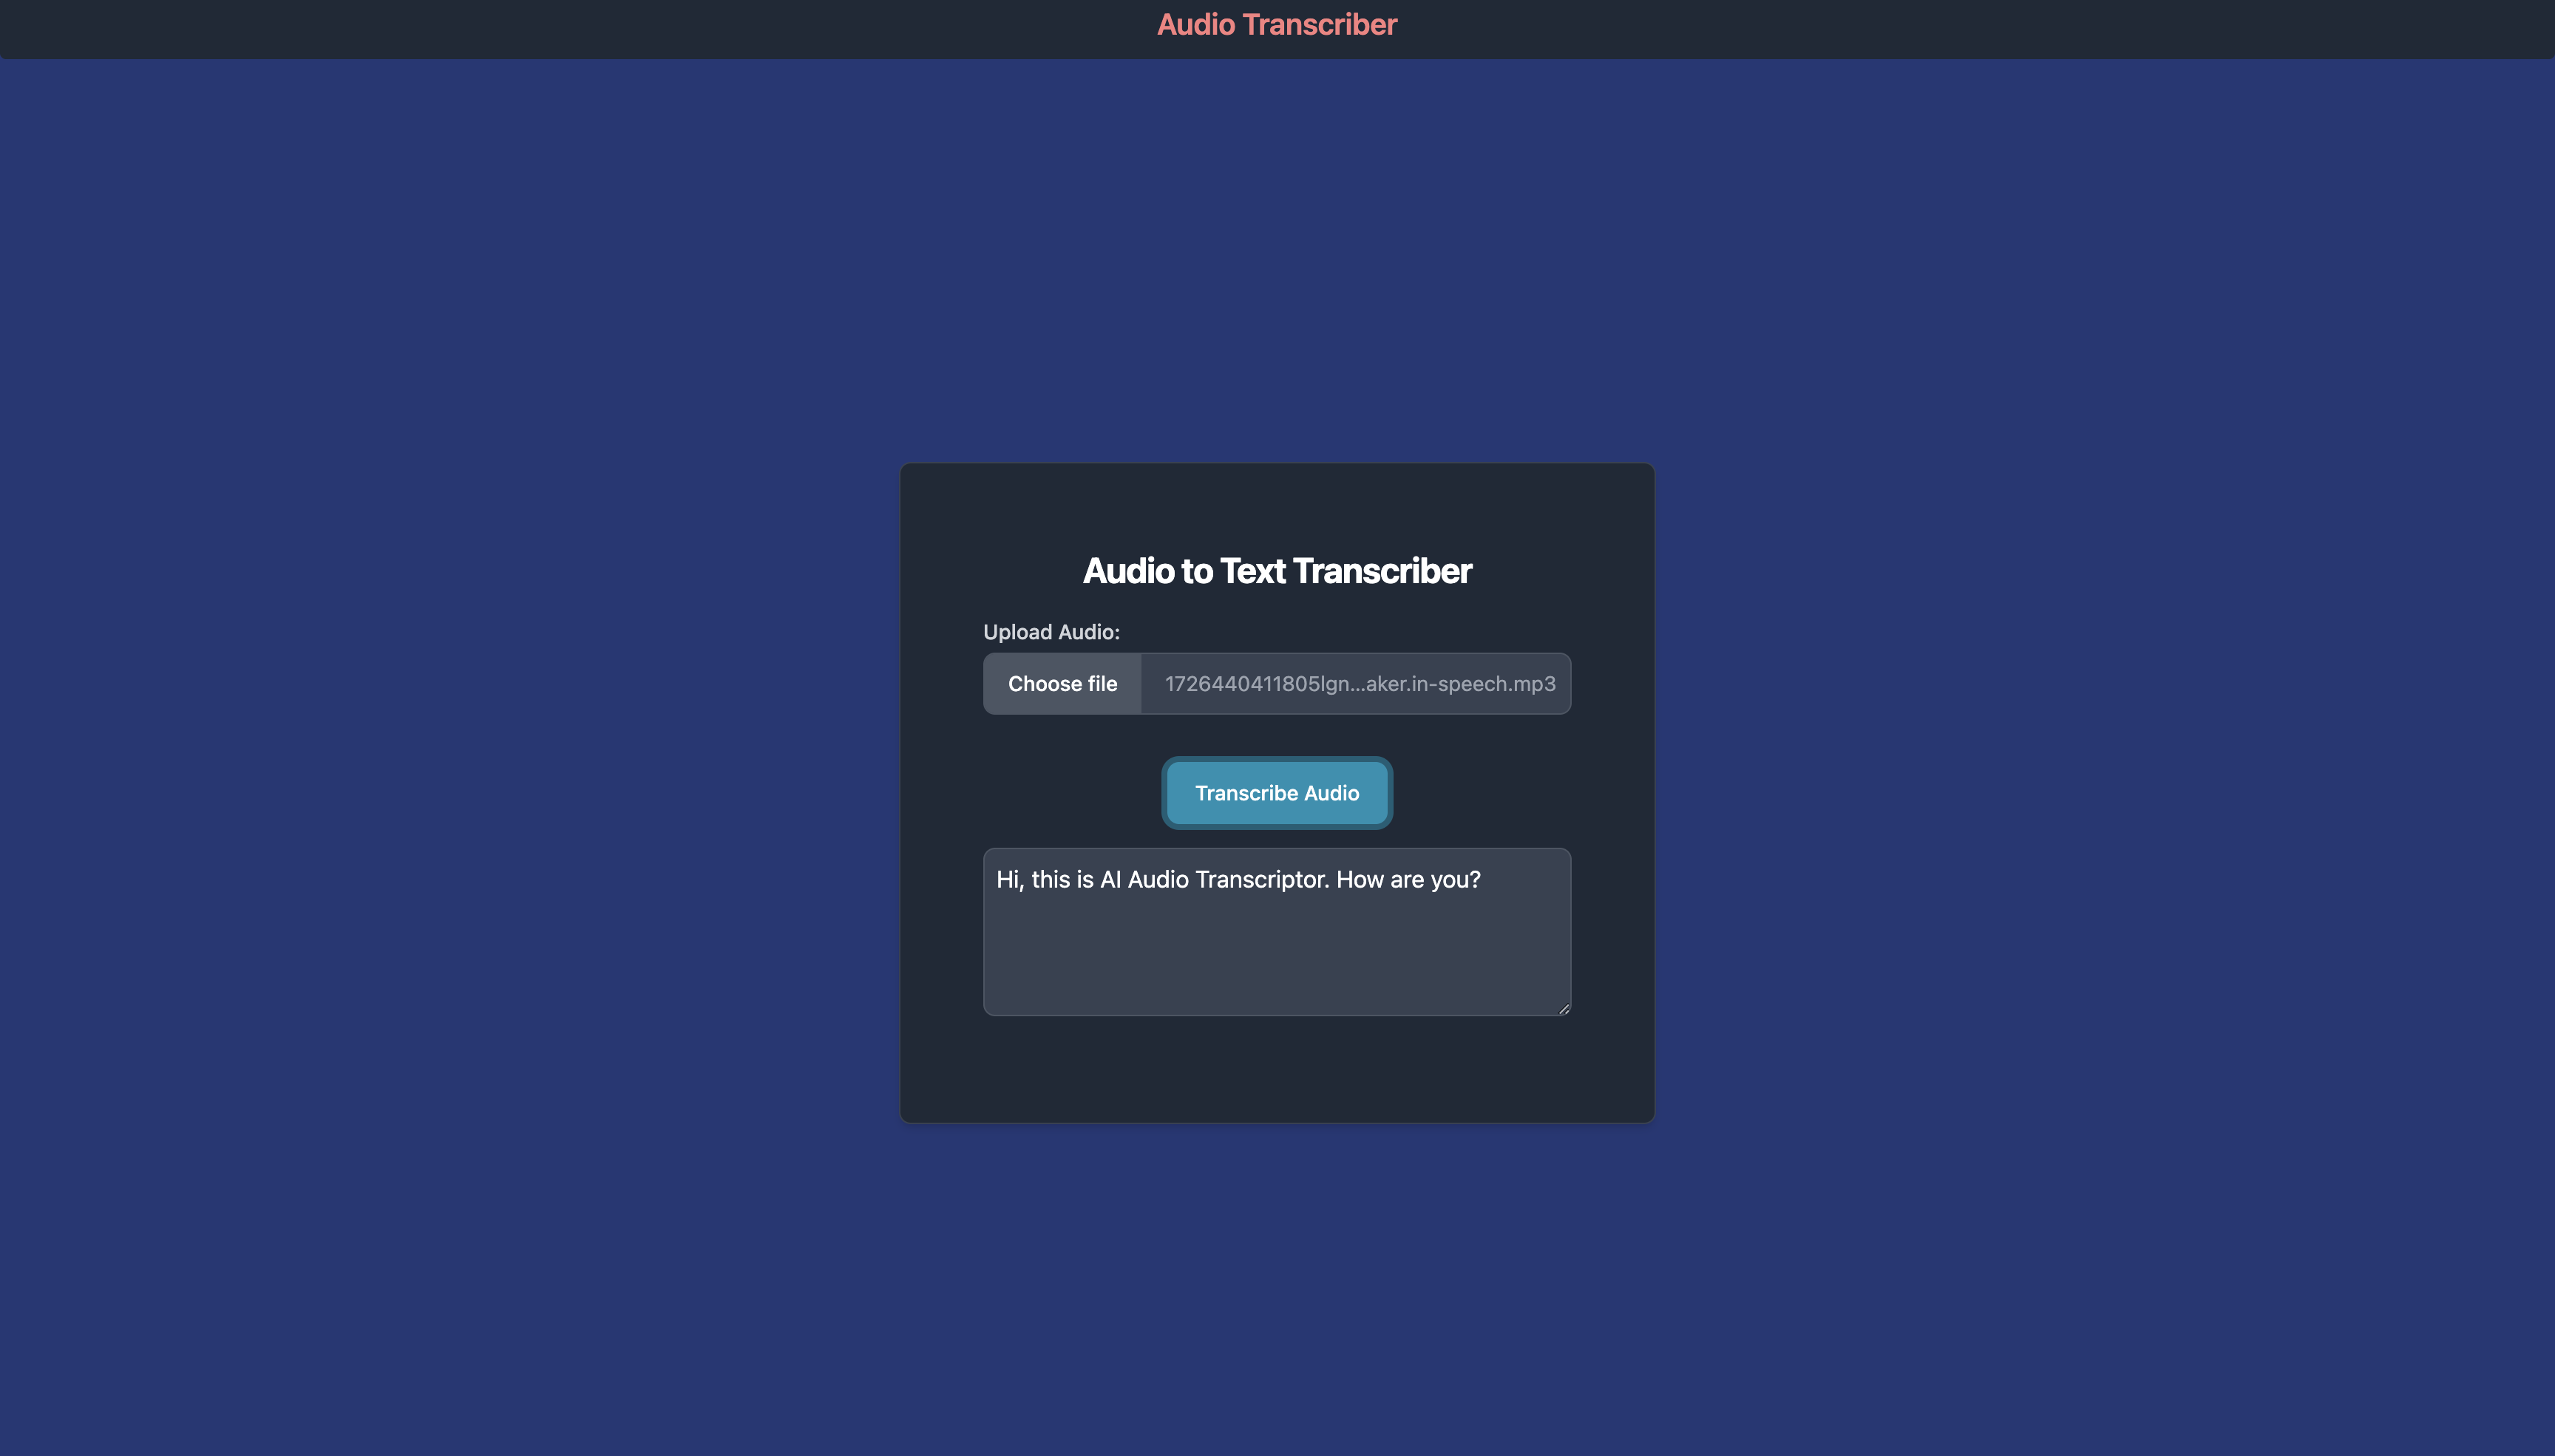 Audio Transcriber
Audio to Text Transcriber
Upload Audio:
Choose file 1726440411805lgn...aker.in-speech.mp3
Transcribe Audio
Hi, this is AI Audio Transcriptor. How are you?